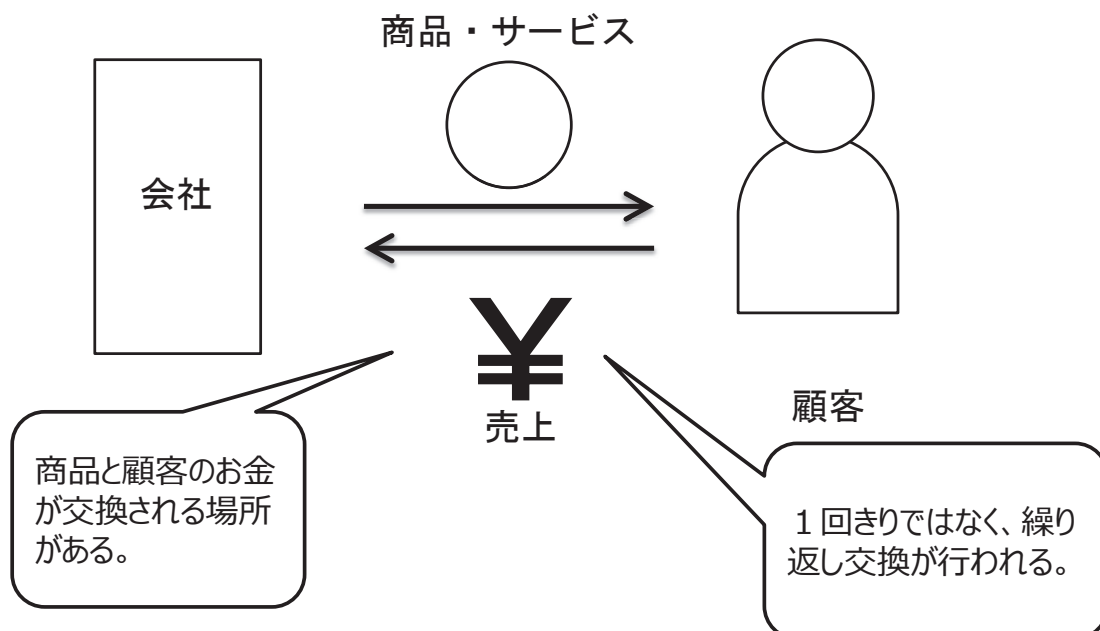 商品・サービス
会社
¥
売上
顧客
商品と顧客のお金
が交換される場所
がある。
1回きりではなく、繰り
返し交換が行われる。